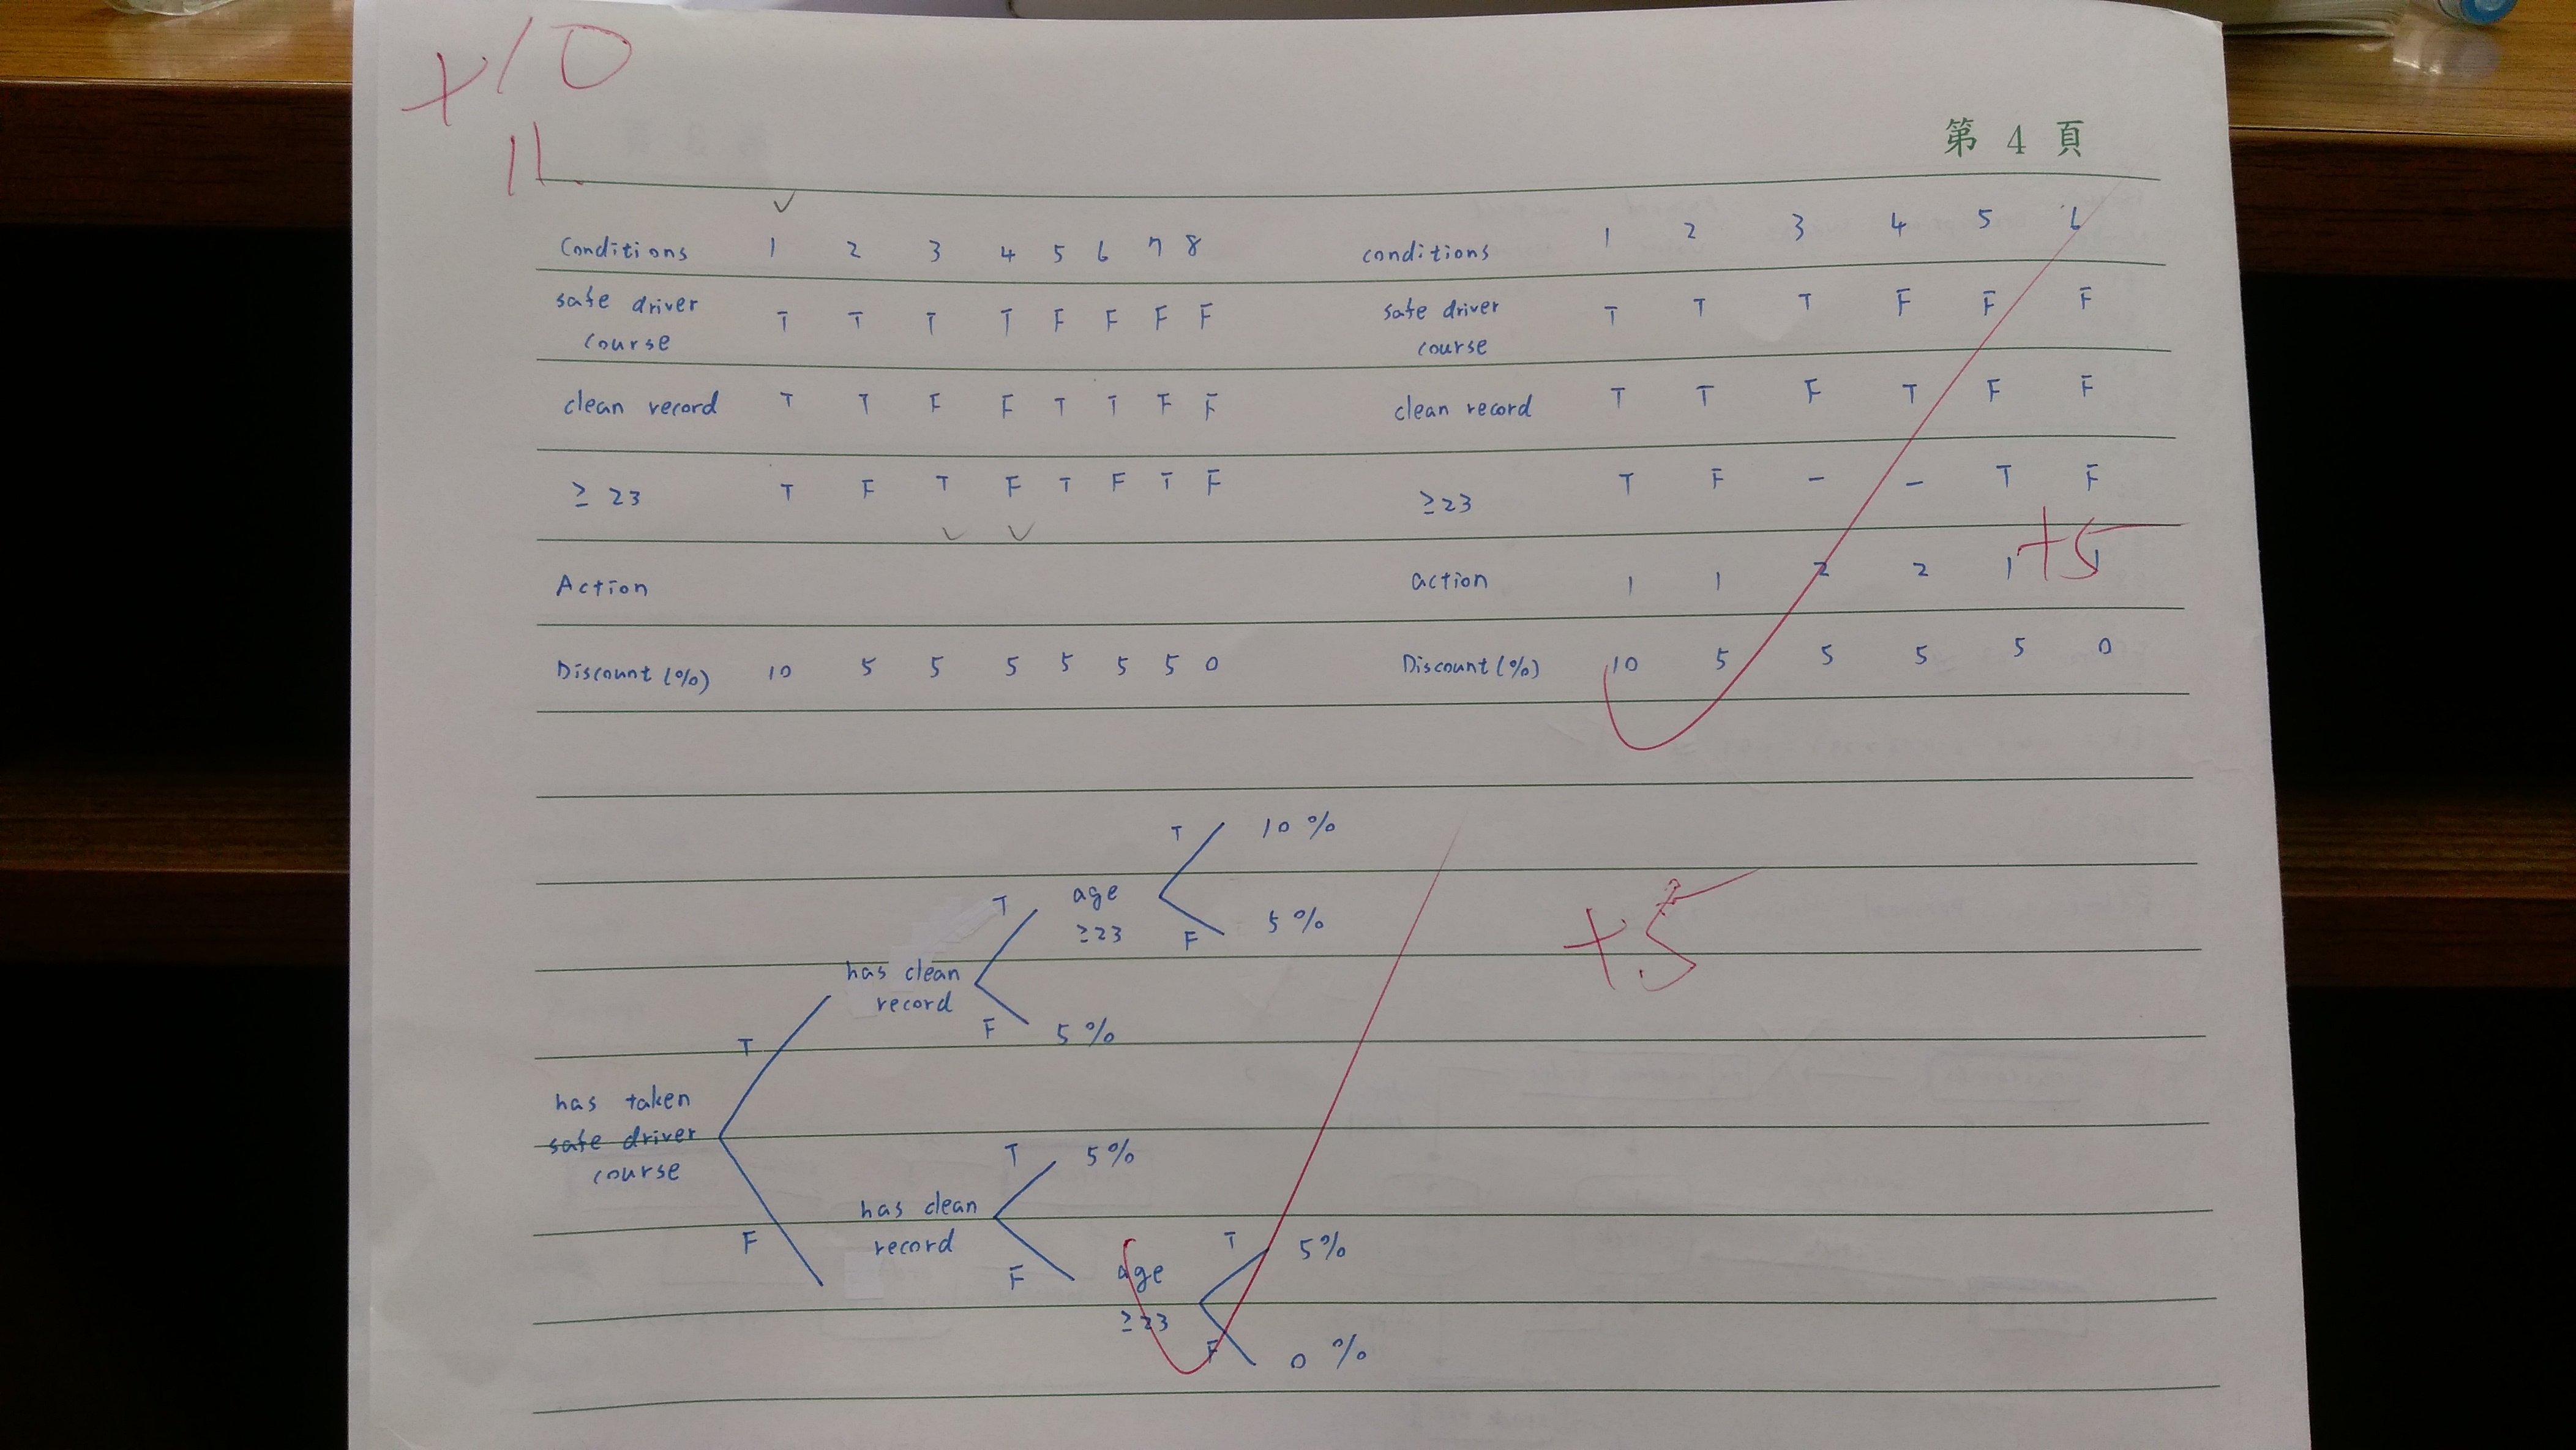 +10
11.
第 4 頁
Conditions 1 2 3 4 5 6 7 8
safe driver
course T T T T F F F F
clean record T T F F T T F F
≥ 23 T F T F T F T F
Action
Discount (%) 10 5 5 5 5 5 5 0
conditions 1 2 3 4 5 6
safe driver
course T T T F F F
clean record T T F T F F
≥23 T F - - T F
action 1 1 2 2 1 1
+5
Discount (%) 10 5 5 5 5 0
has taken
safe driver
course
T
has clean
record
T
age
≥23
T 10 %
F 5 %
F 5 %
+5
F
has clean
record
T 5%
F
age
≥23
T 5%
F 0 %